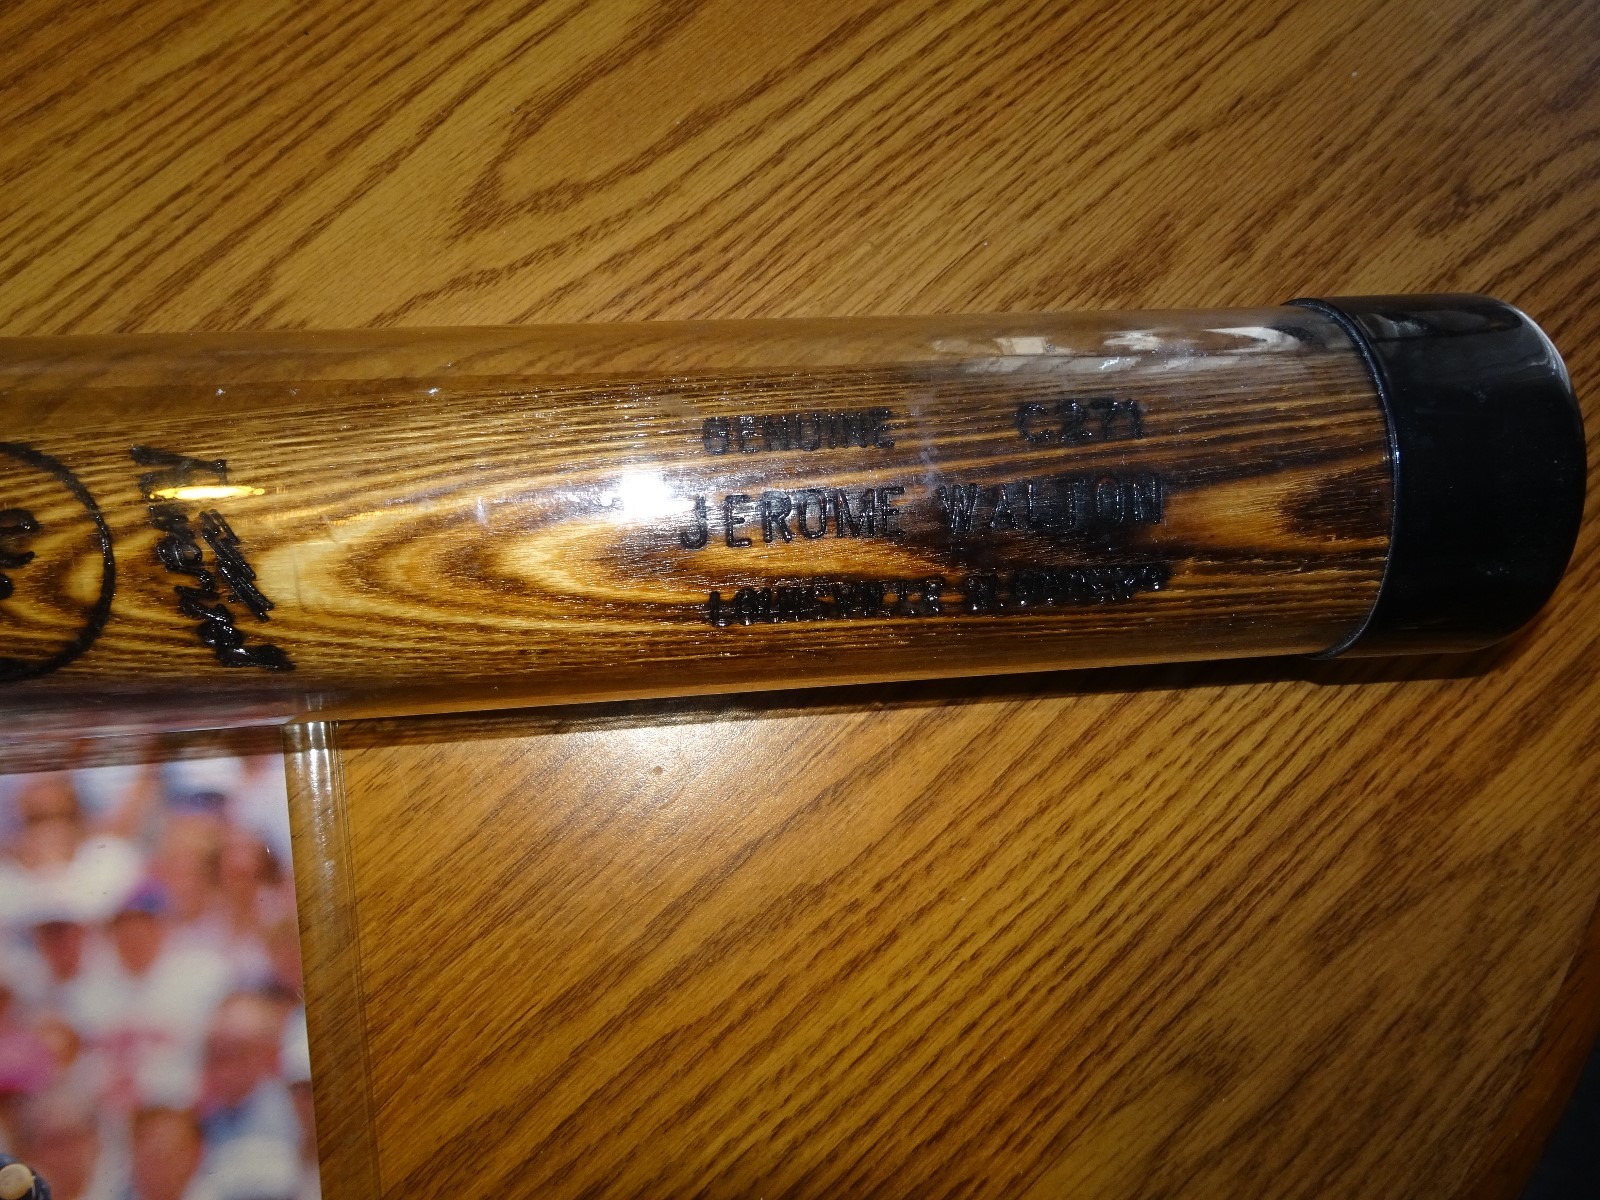 GENUINE C271
JEROME WALTON
LOUISVILLE SLUGGER